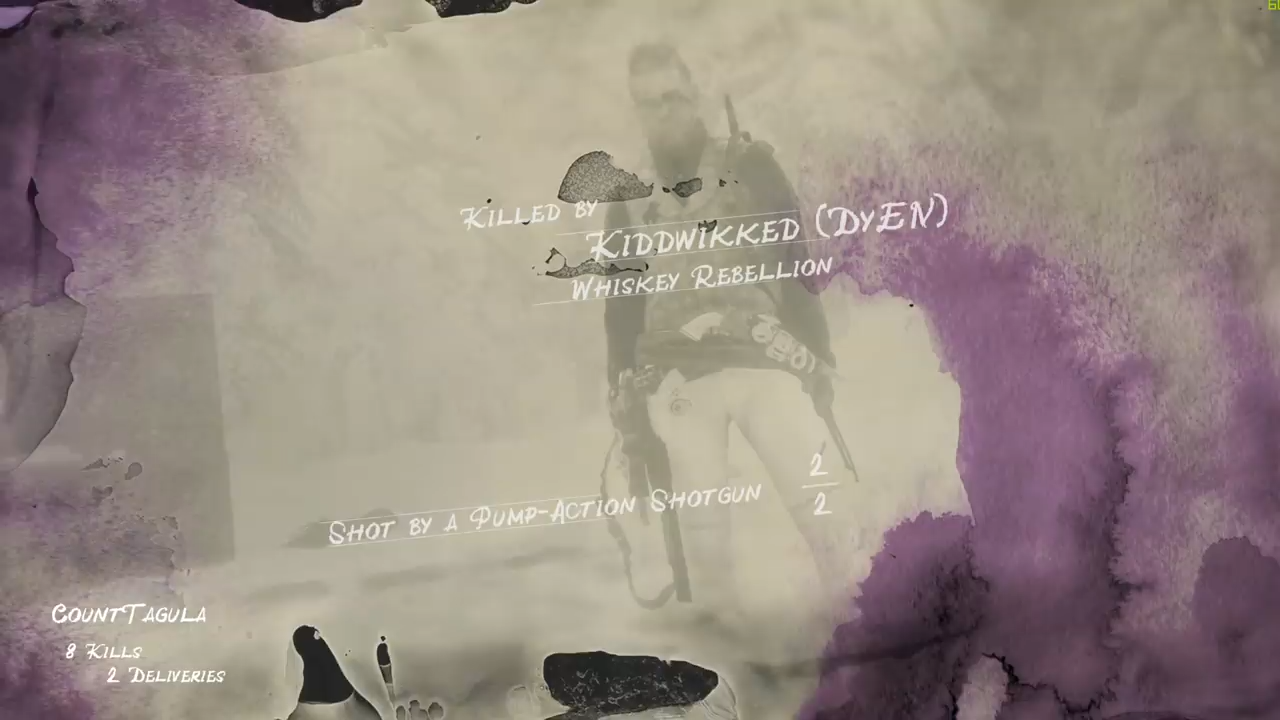 Killed by
Kiddwikked (DyEN)
Whiskey Rebellion
Shot by a Pump-Action Shotgun
2
2
CountTagula
8 Kills
2 Deliveries